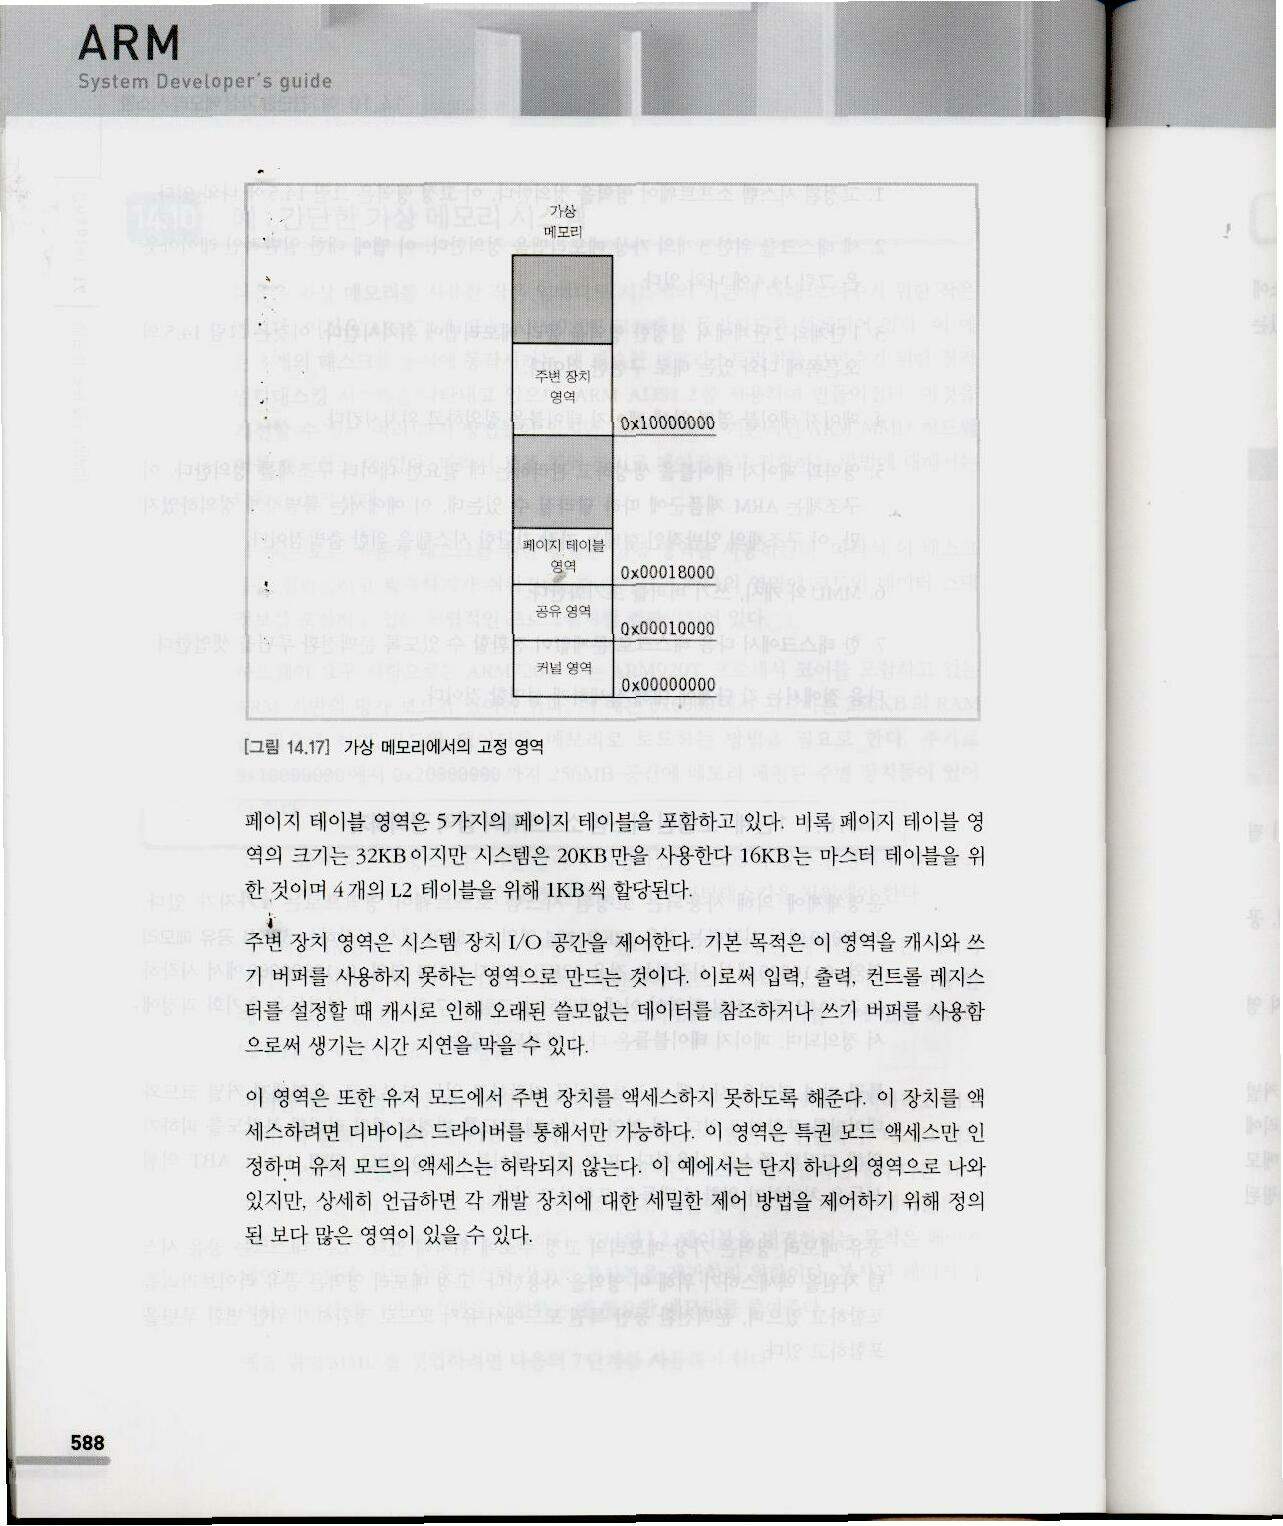 ARM
System Developer's guide
가상
메모리
주변 장치
영역
0x10000000
페이지 테이블
영역
0x00018000
공유 영역
0x00010000
커널 영역
0x00000000
[그림 14.17] 가상 메모리에서의 고정 영역
페이지 테이블 영역은 5가지의 페이지 테이블을 포함하고 있다. 비록 페이지 테이블 영
역의 크기는 32KB이지만 시스템은 20KB만을 사용한다 16KB는 마스터 테이블을 위
한 것이며 4개의 L2 테이블을 위해 1KB씩 할당된다.
주변 장치 영역은 시스템 장치 I/O 공간을 제어한다. 기본 목적은 이 영역을 캐시와 쓰
기 버퍼를 사용하지 못하는 영역으로 만드는 것이다. 이로써 입력, 출력, 컨트롤 레지스
터를 설정할 때 캐시로 인해 오래된 쓸모없는 데이터를 참조하거나 쓰기 버퍼를 사용함
으로써 생기는 시간 지연을 막을 수 있다.
이 영역은 또한 유저 모드에서 주변 장치를 액세스하지 못하도록 해준다. 이 장치를 액
세스하려면 디바이스 드라이버를 통해서만 가능하다. 이 영역은 특권 모드 액세스만 인
정하며 유저 모드의 액세스는 허락되지 않는다. 이 예에서는 단지 하나의 영역으로 나와
있지만, 상세히 언급하면 각 개발 장치에 대한 세밀한 제어 방법을 제어하기 위해 정의
된 보다 많은 영역이 있을 수 있다.
588